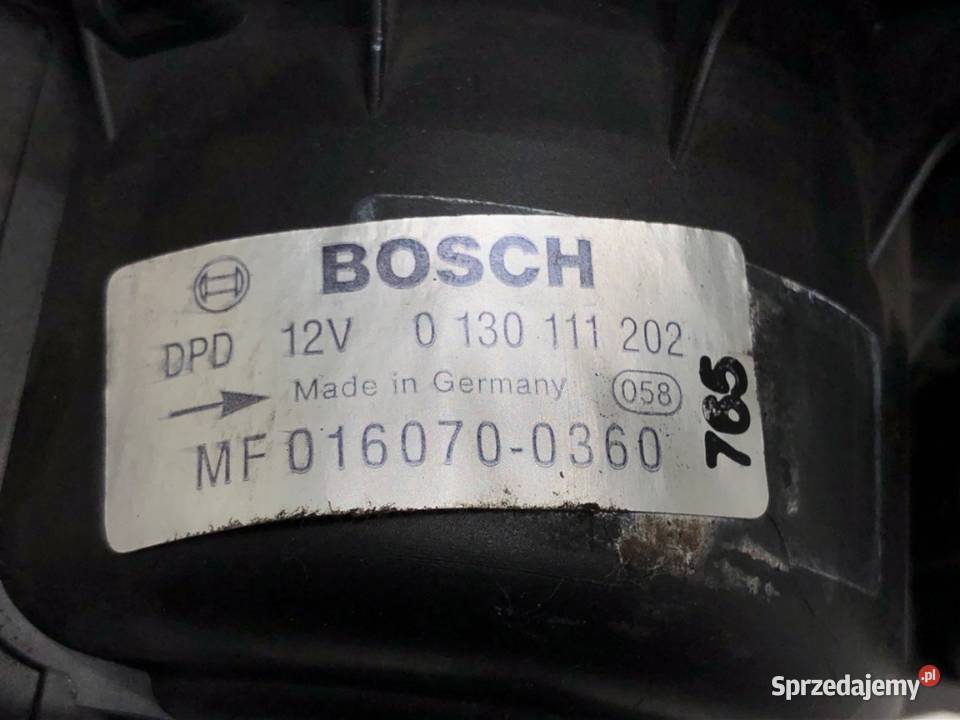 BOSCH
DPD 12V 0 130 111 202
Made in Germany 058
MF 016070-0360
785
Sprzedajemy.pl